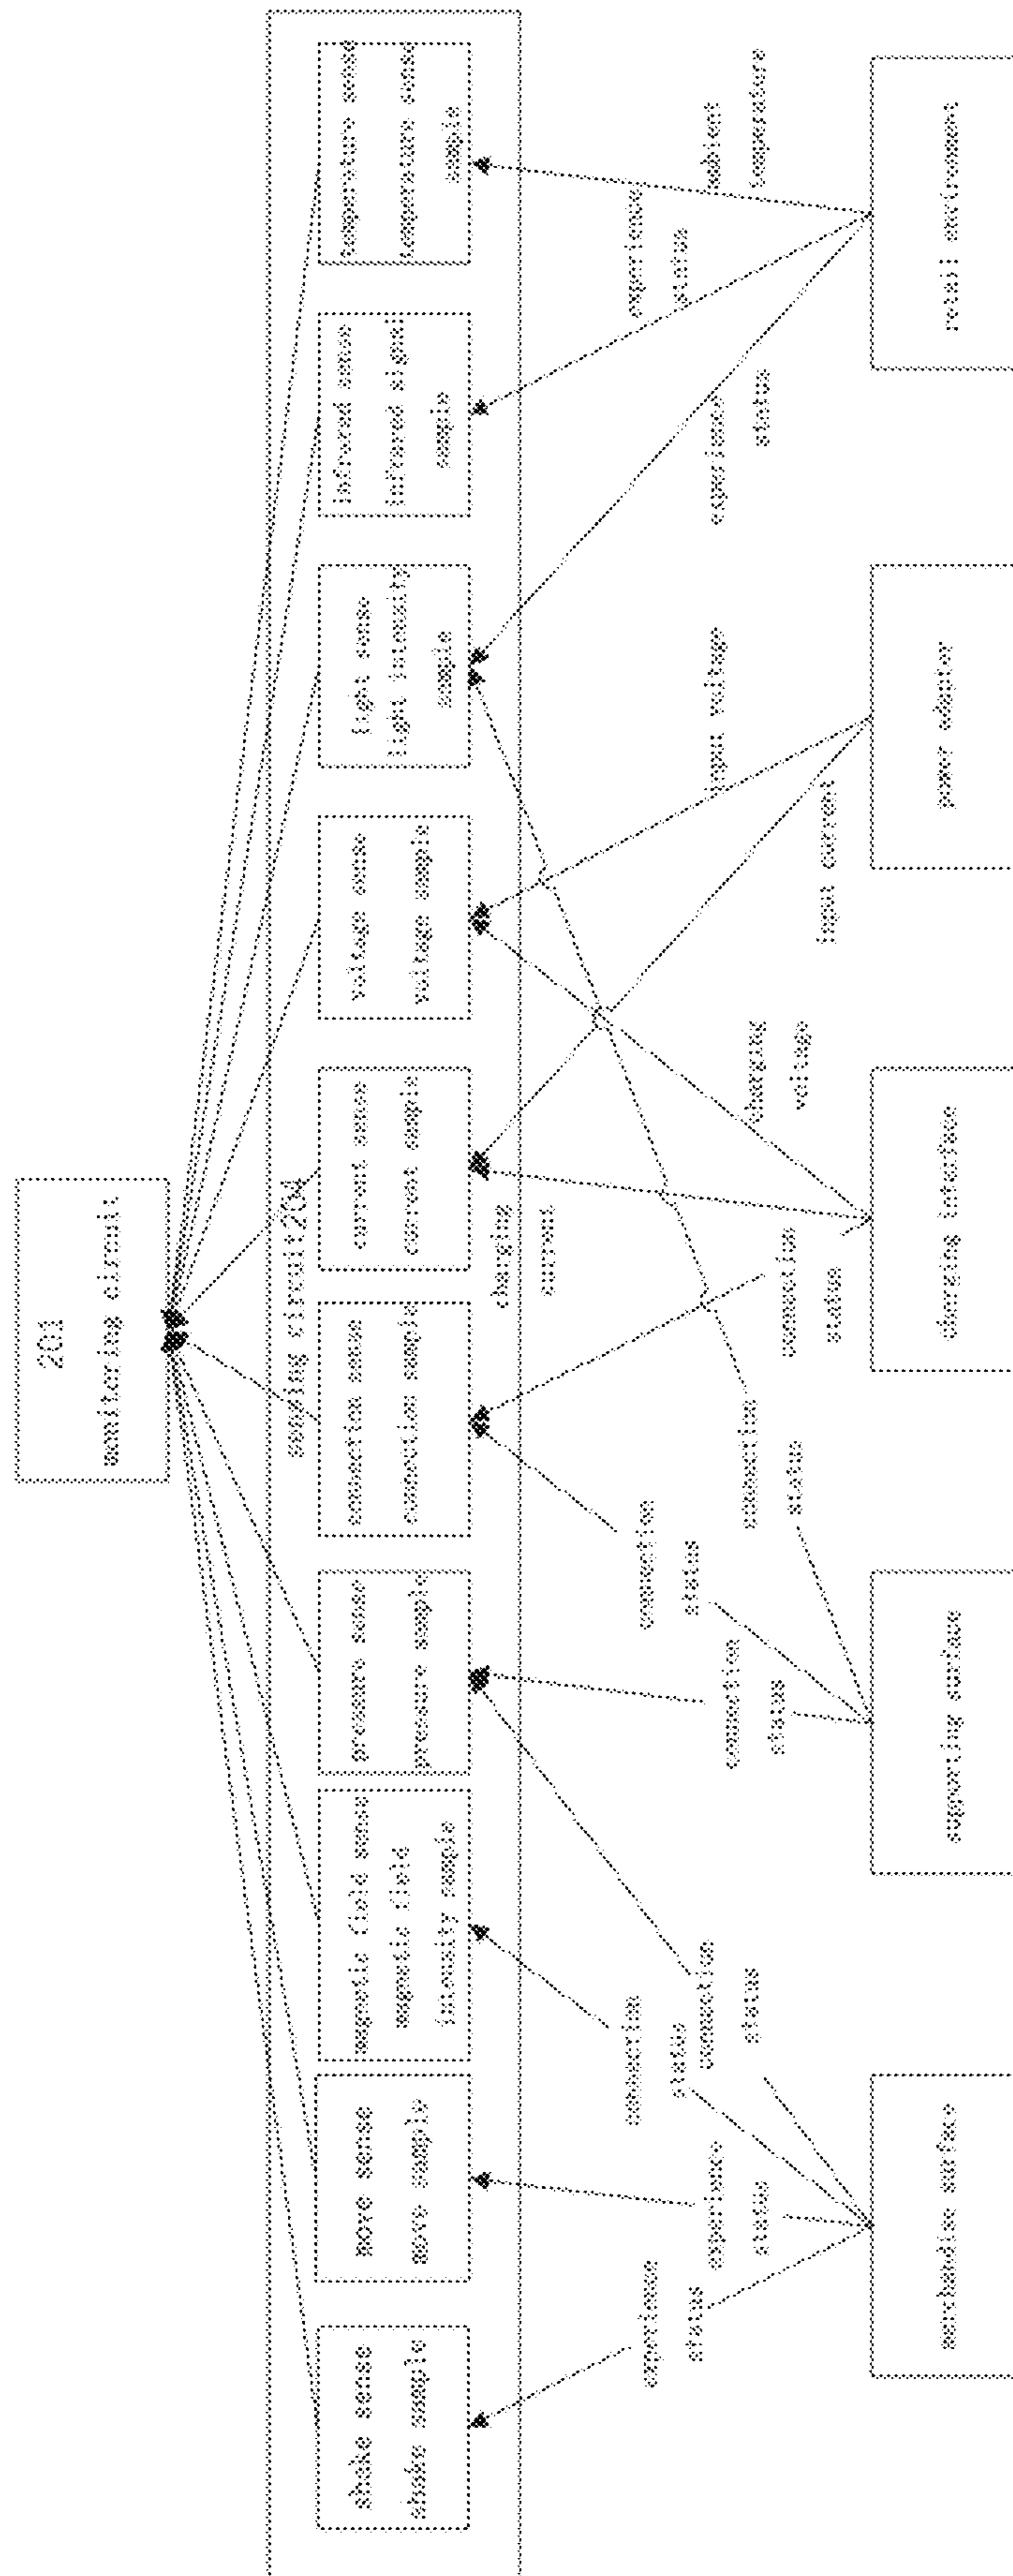 201
monitoring circuit
sensing circuit204
shake sense
shake sample
move sense
move sample
magnetic field sense
magnetic field
intensity sample
pressure sense
pressure sample
connection sense
connection sample
current sense
current sample
voltage sense
voltage sample
light sense
light intensity
sample
infrared sense
infrared signal
sample
temperature sense
temperature sense
sample
experience
status
experience
status
connection
status
connection
status
connection
status
connection
status
connection
status
connection
status
charging
current
charging
voltage
input current
input voltage
experience
status
experience
status
ambient
temperature
merchandise surface
supporting surface
charging interface
power adapter
retail environment